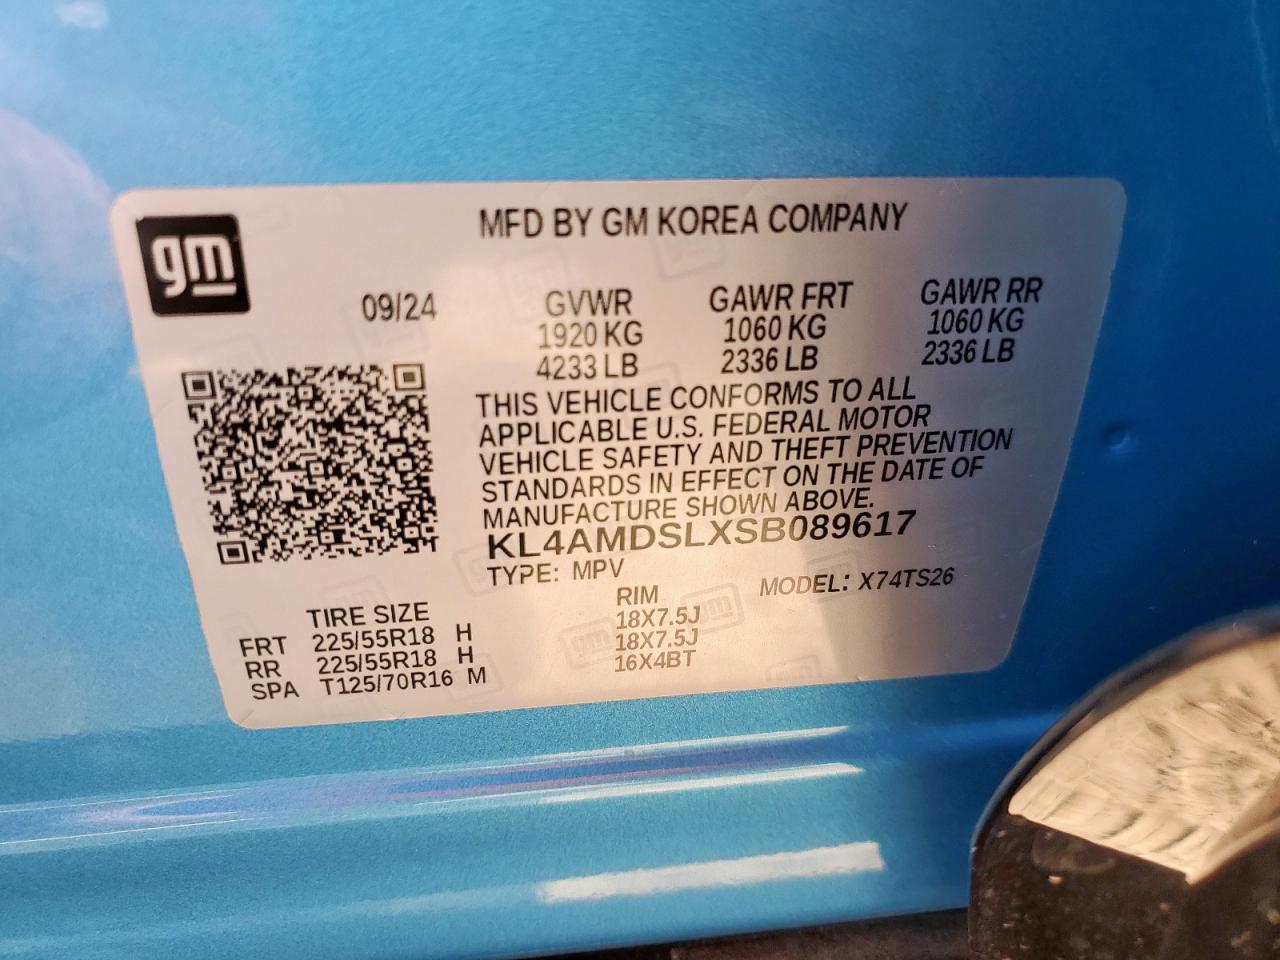 gm
MFD BY GM KOREA COMPANY
09/24 GVWR GAWR FRT GAWR RR
1920 KG 1060 KG 1060 KG
4233 LB 2336 LB 2336 LB
THIS VEHICLE CONFORMS TO ALL
APPLICABLE U.S. FEDERAL MOTOR
VEHICLE SAFETY AND THEFT PREVENTION
STANDARDS IN EFFECT ON THE DATE OF
MANUFACTURE SHOWN ABOVE.
KL4AMDSLXSB089617
TYPE: MPV MODEL: X74TS26
TIRE SIZE RIM
FRT 225/55R18 H 18X7.5J
RR 225/55R18 H 18X7.5J
SPA T125/70R16 M 16X4BT